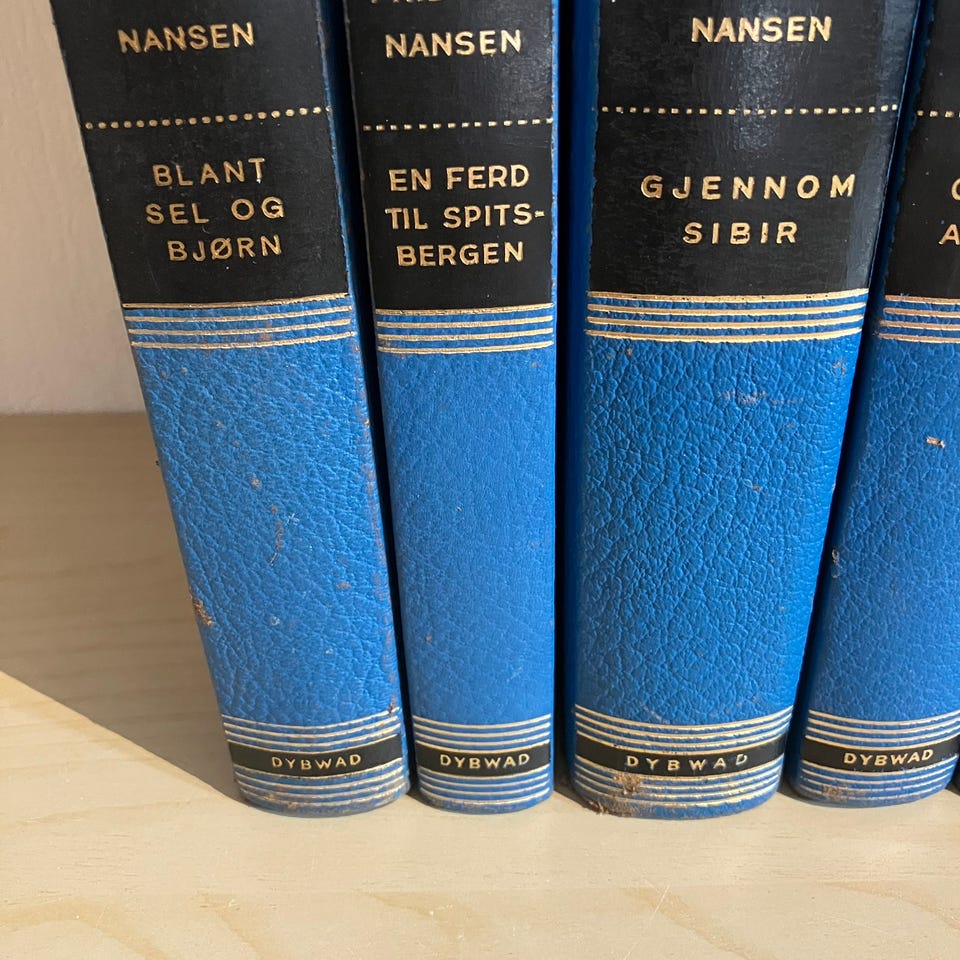 NANSEN
BLANT
SEL OG
BJØRN
DYBWAD
NANSEN
EN FERD
TIL SPITS-
BERGEN
DYBWAD
NANSEN
GJENNOM
SIBIR
DYBWAD
DYBWAD